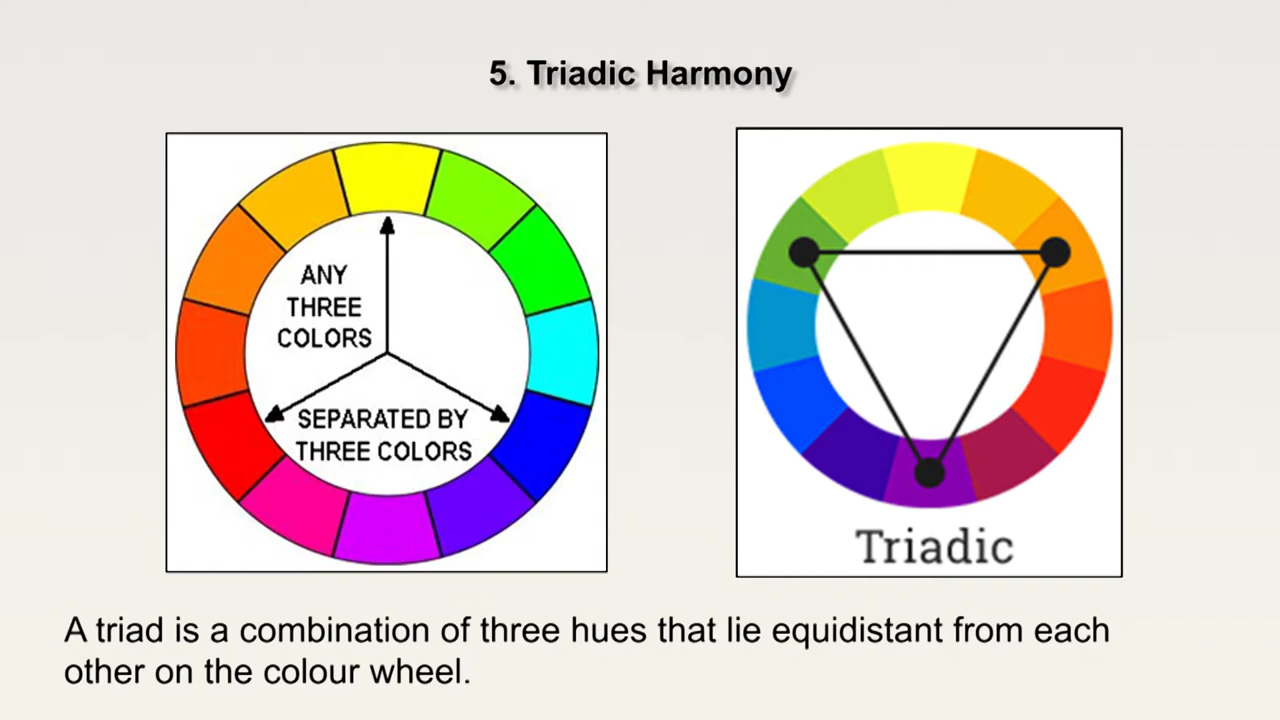 5. Triadic Harmony
ANY
THREE
COLORS
SEPARATED BY
THREE COLORS
Triadic
A triad is a combination of three hues that lie equidistant from each
other on the colour wheel.